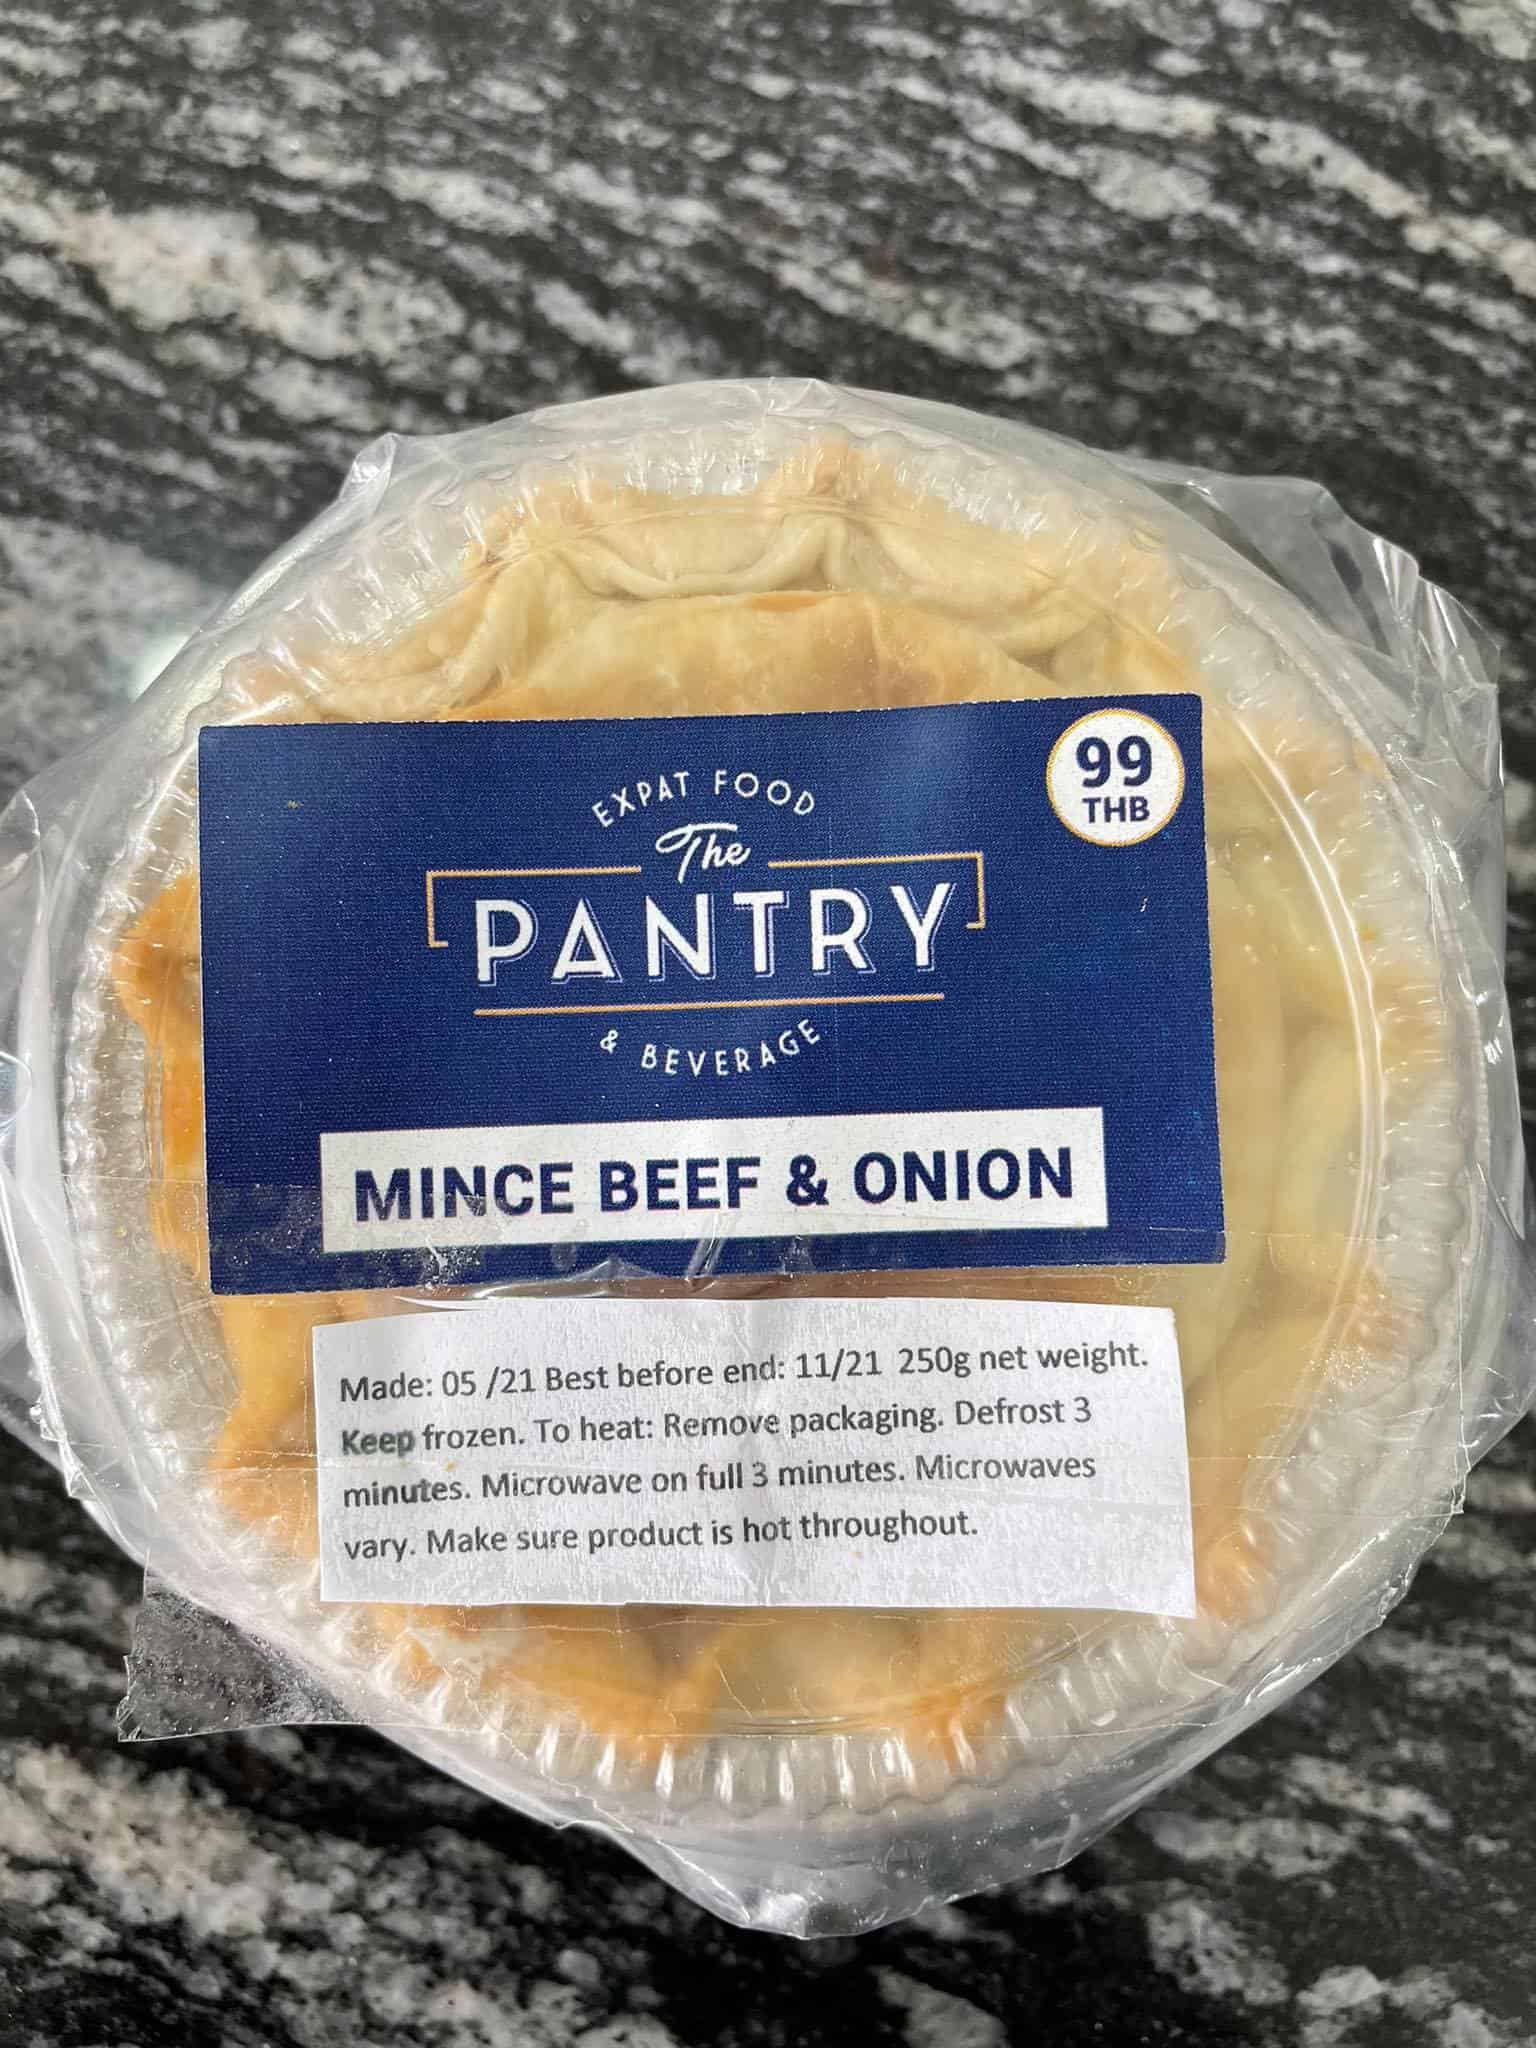 99
THB
EXPAT FOOD
The
PANTRY
& BEVERAGE
MINCE BEEF & ONION
Made: 05 /21 Best before end: 11/21 250g net weight.
Keep frozen. To heat: Remove packaging. Defrost 3
minutes. Microwave on full 3 minutes. Microwaves
vary. Make sure product is hot throughout.